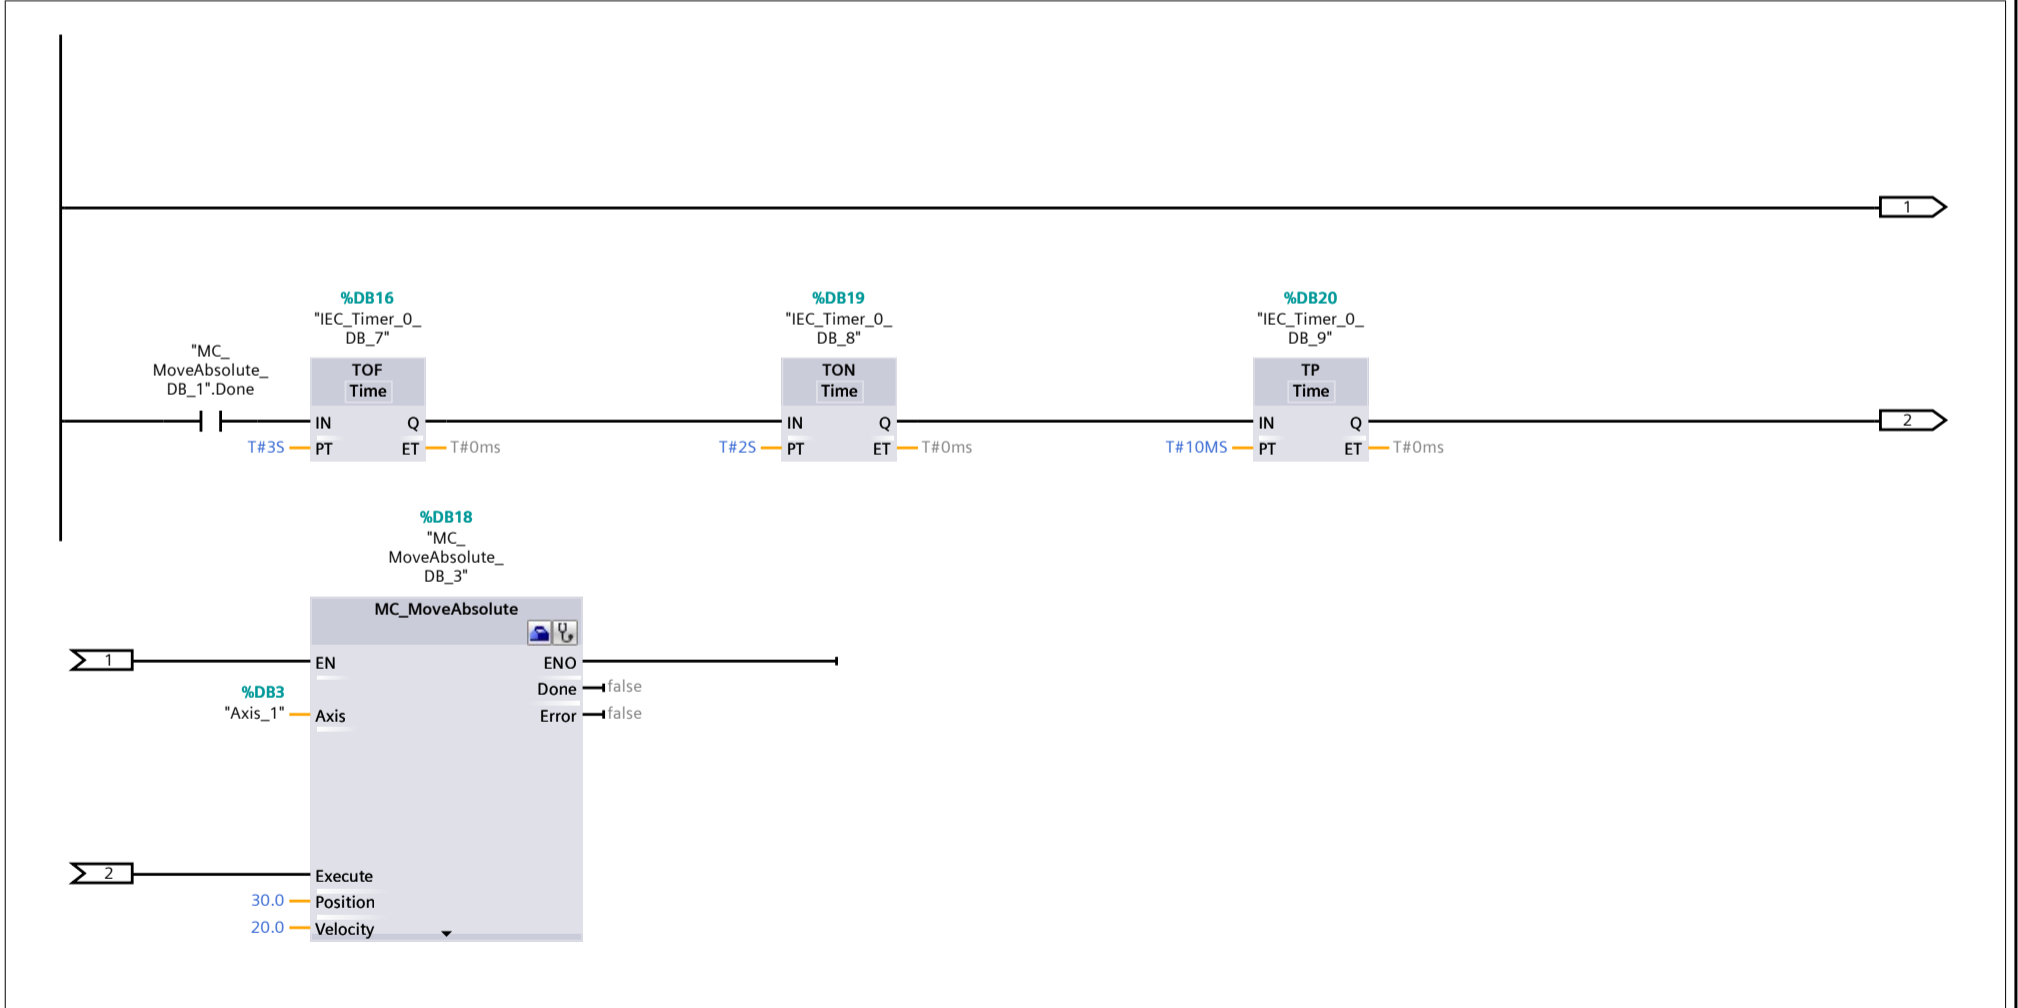 1
%DB16
"IEC_Timer_0_
DB_7"
%DB19
"IEC_Timer_0_
DB_8"
%DB20
"IEC_Timer_0_
DB_9"
"MC_
MoveAbsolute_
DB_1".Done
TOF
Time
TON
Time
TP
Time
IN Q
IN Q
IN Q
2
T#3S PT ET T#0ms
T#2S PT ET T#0ms
T#10MS PT ET T#0ms
%DB18
"MC_
MoveAbsolute_
DB_3"
MC_MoveAbsolute
1 EN ENO
Done false
%DB3
"Axis_1" Axis Error false
2 Execute
30.0 Position
20.0 Velocity